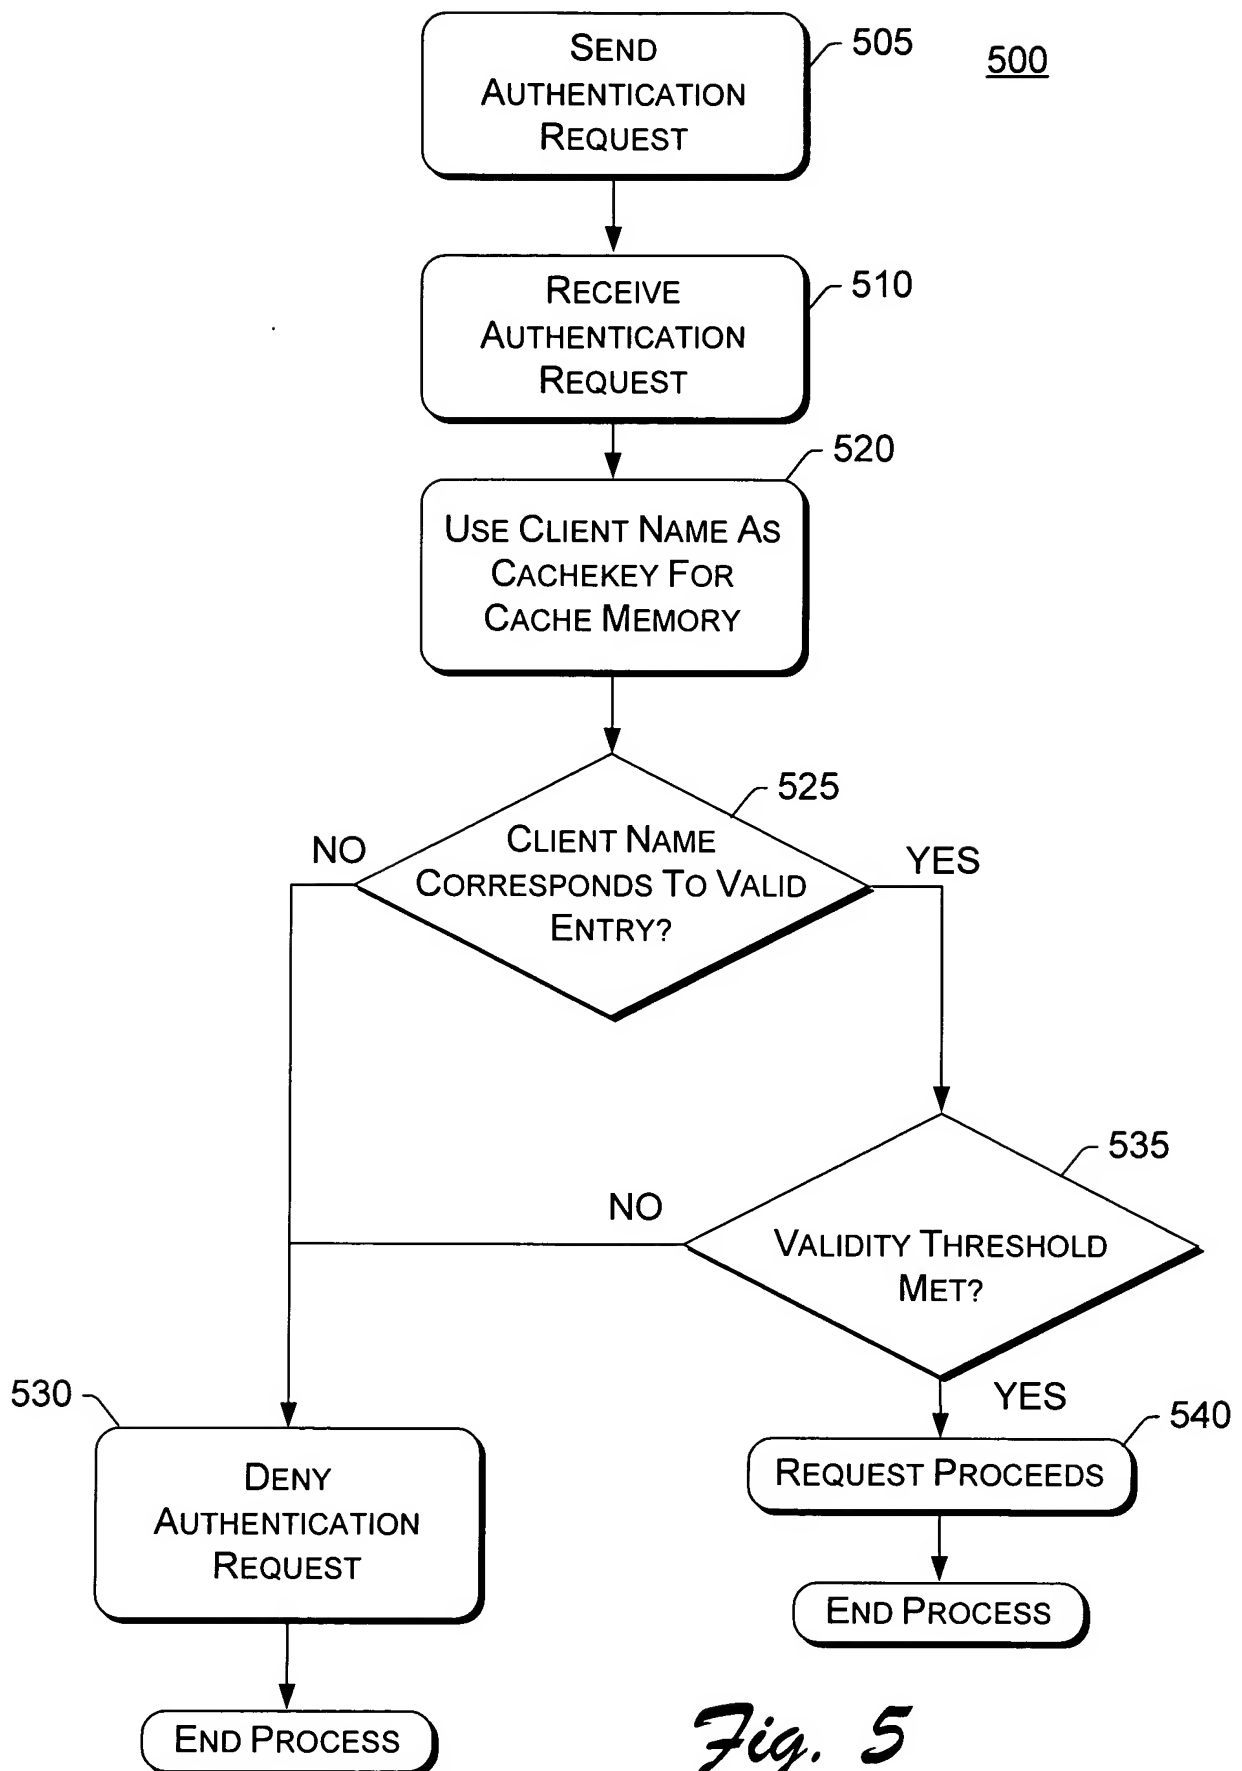 SEND
AUTHENTICATION
REQUEST
505
500
RECEIVE
AUTHENTICATION
REQUEST
510
520
USE CLIENT NAME AS
CACHEKEY FOR
CACHE MEMORY
525
NO
CLIENT NAME
CORRESPONDS TO VALID
ENTRY?
YES
535
NO
VALIDITY THRESHOLD
MET?
530
YES
540
DENY
AUTHENTICATION
REQUEST
REQUEST PROCEEDS
END PROCESS
END PROCESS
Fig. 5